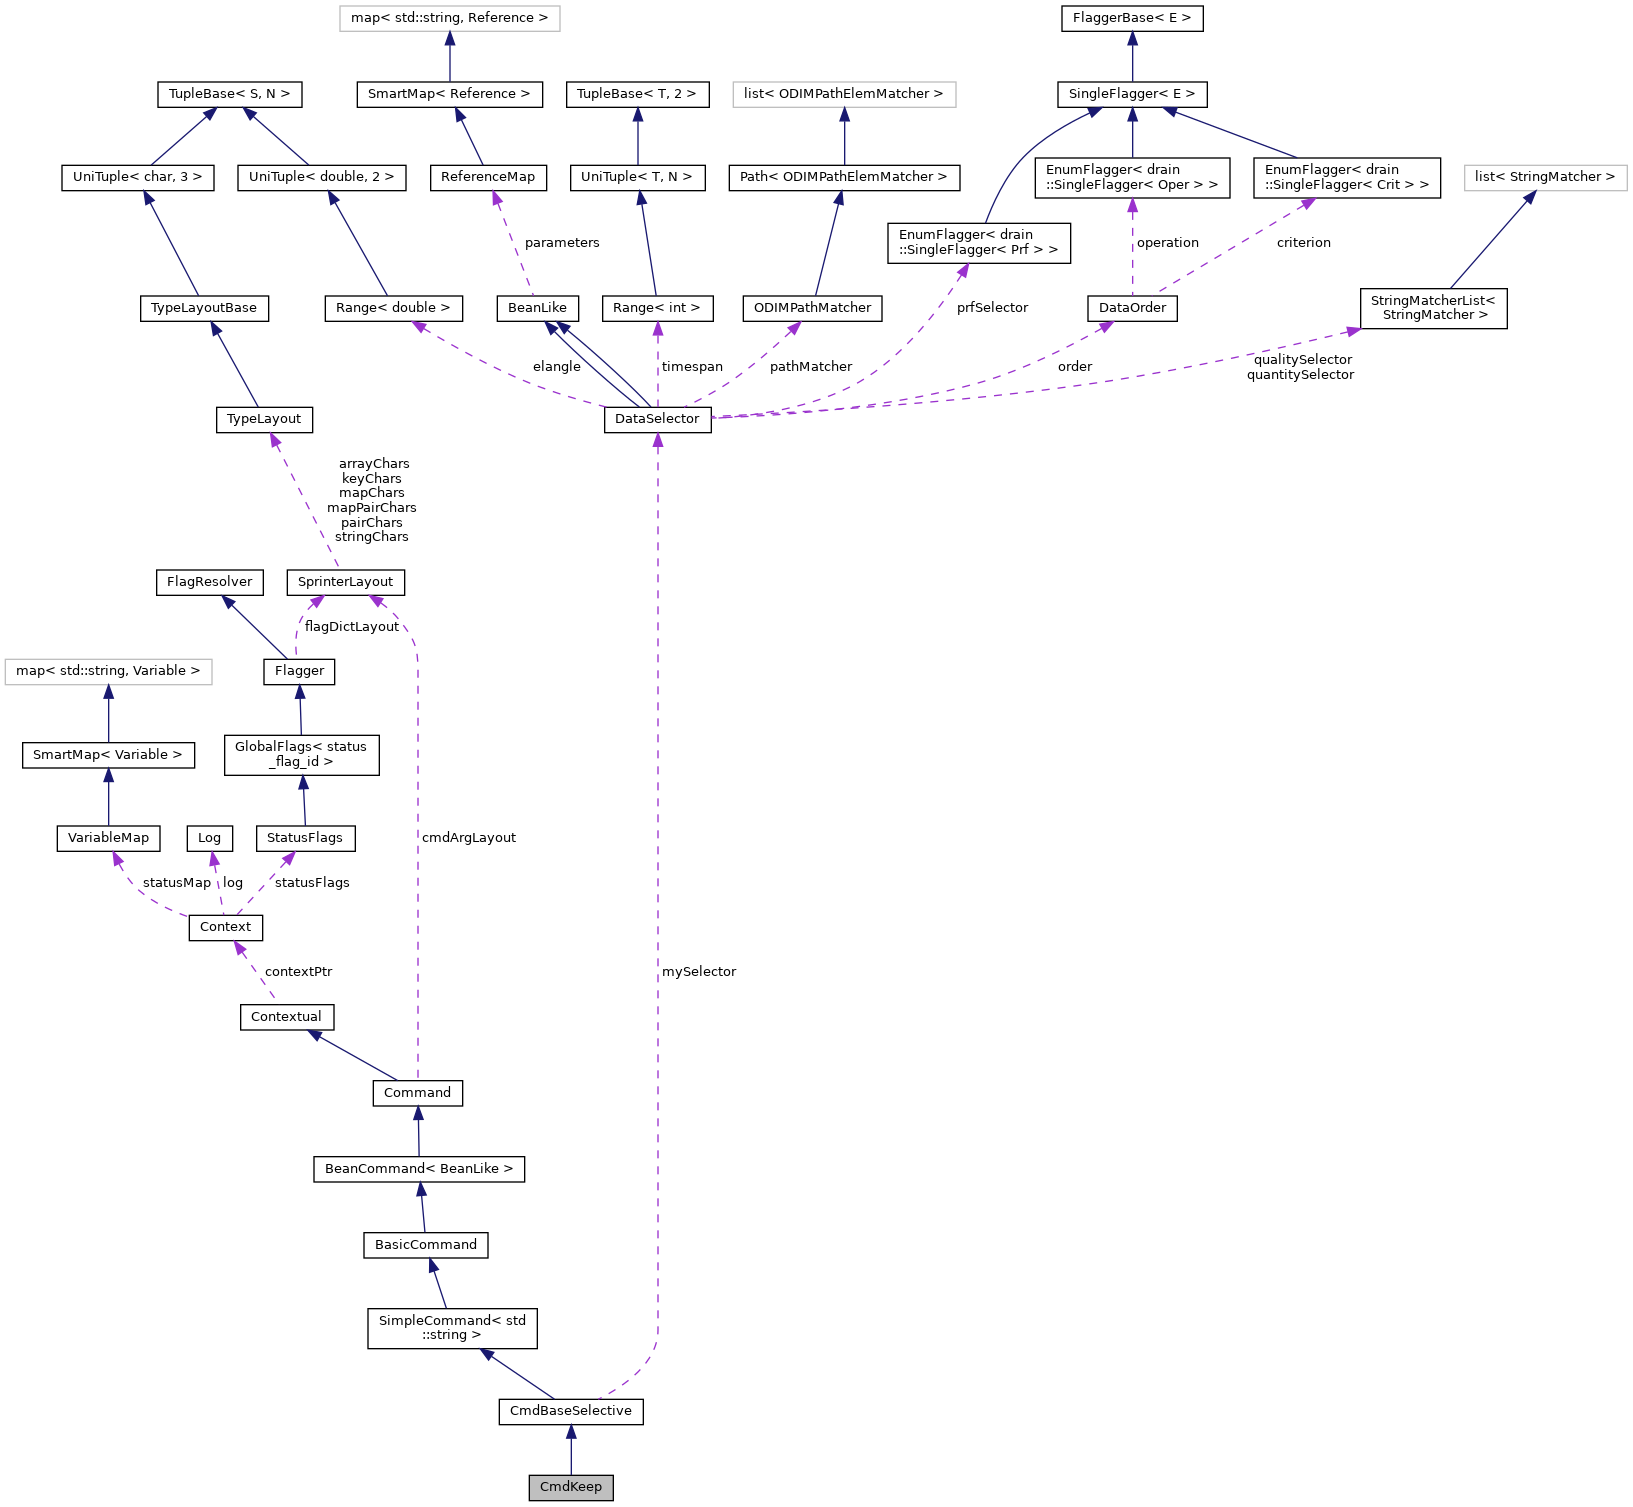 map< std::string, Reference >
FlaggerBase< E >
TupleBase< S, N >
SmartMap< Reference >
TupleBase< T, 2 >
list< ODIMPathElemMatcher >
SingleFlagger< E >
UniTuple< char, 3 >
UniTuple< double, 2 >
ReferenceMap
UniTuple< T, N >
Path< ODIMPathElemMatcher >
EnumFlagger< drain
::SingleFlagger< Oper > >
EnumFlagger< drain
::SingleFlagger< Crit > >
list< StringMatcher >
EnumFlagger< drain
::SingleFlagger< Prf > >
parameters
operation
criterion
TypeLayoutBase
Range< double >
BeanLike
Range< int >
ODIMPathMatcher
prfSelector
DataOrder
StringMatcherList<
StringMatcher >
elangle
timespan
pathMatcher
order
qualitySelector
quantitySelector
TypeLayout
DataSelector
arrayChars
keyChars
mapChars
mapPairChars
pairChars
stringChars
FlagResolver
SprinterLayout
flagDictLayout
map< std::string, Variable >
Flagger
SmartMap< Variable >
GlobalFlags< status
_flag_id >
VariableMap
Log
StatusFlags
cmdArgLayout
statusMap
log
statusFlags
Context
contextPtr
mySelector
Contextual
Command
BeanCommand< BeanLike >
BasicCommand
SimpleCommand< std
::string >
CmdBaseSelective
CmdKeep